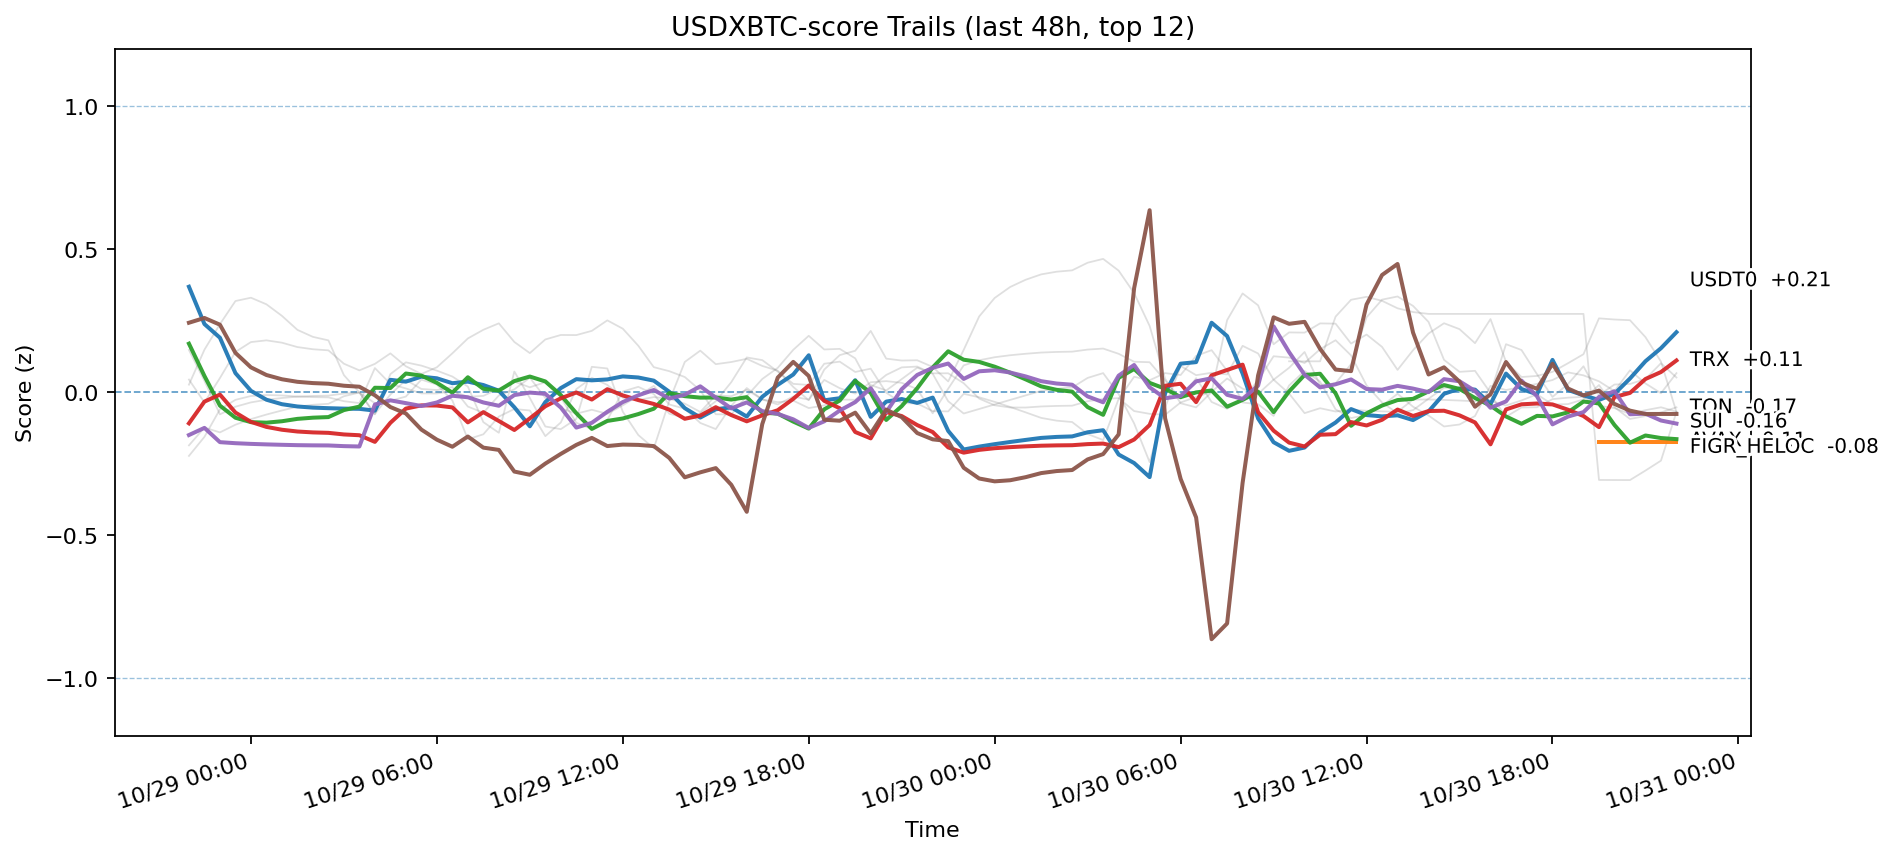 USDXBTC-score Trails (last 48h, top 12)
Score (z)
1.0
0.5
0.0
−0.5
−1.0
USDT0 +0.21
TRX +0.11
TON -0.17
SUI -0.16
FIGR_HELOC -0.08
10/29 00:00
10/29 06:00
10/29 12:00
10/29 18:00
10/30 00:00
10/30 06:00
10/30 12:00
10/30 18:00
10/31 00:00
Time